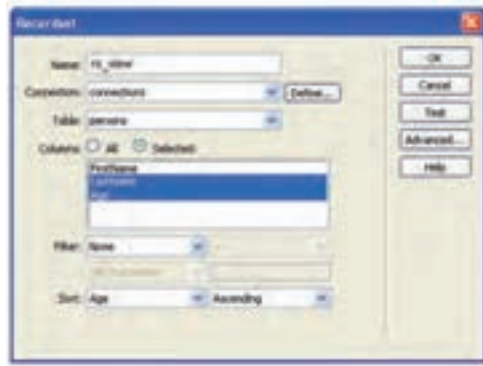 Recordset
Name: rs_view
Connection: connections Define...
Table: persons
Columns: All Selected:
FirstName
LastName
Age
Filter: None
Sort: Age Ascending
OK
Cancel
Test
Advanced...
Help